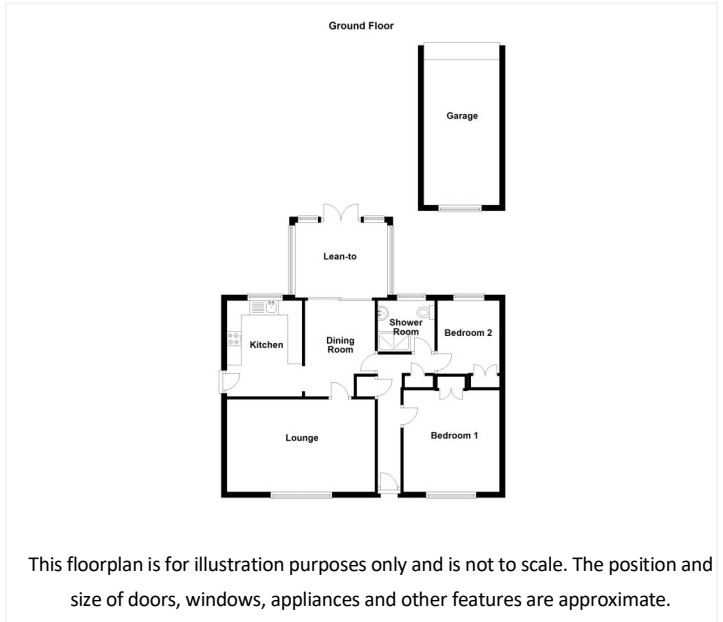 Ground Floor
Garage
Lean-to
Kitchen
Dining
Room
Shower
Room
Bedroom 2
Lounge
Bedroom 1
This floorplan is for illustration purposes only and is not to scale. The position and
size of doors, windows, appliances and other features are approximate.